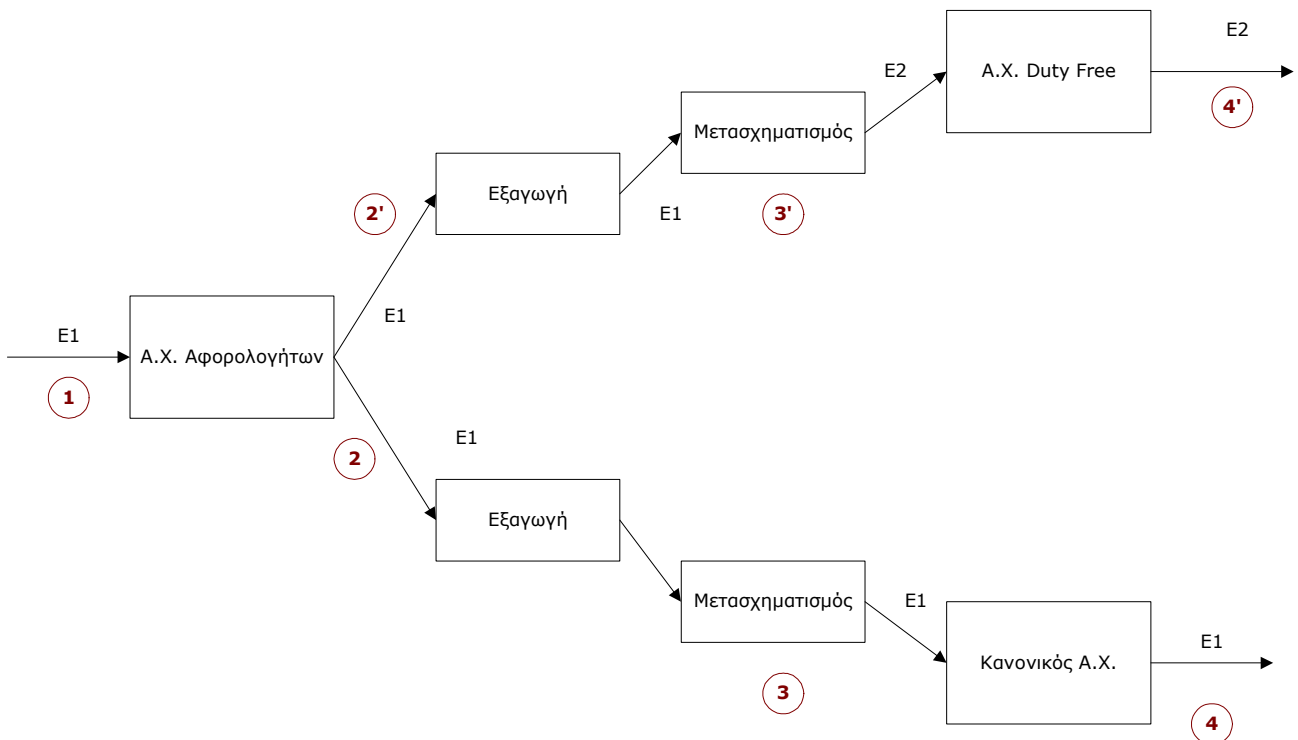 E2
A.X. Duty Free
E2
4'
Μετασχηματισμός
3'
Εξαγωγή
E1
2'
E1
E1
Α.Χ. Αφορολογήτων
1
E1
2
Εξαγωγή
Μετασχηματισμός
E1
3
Κανονικός Α.Χ.
E1
4